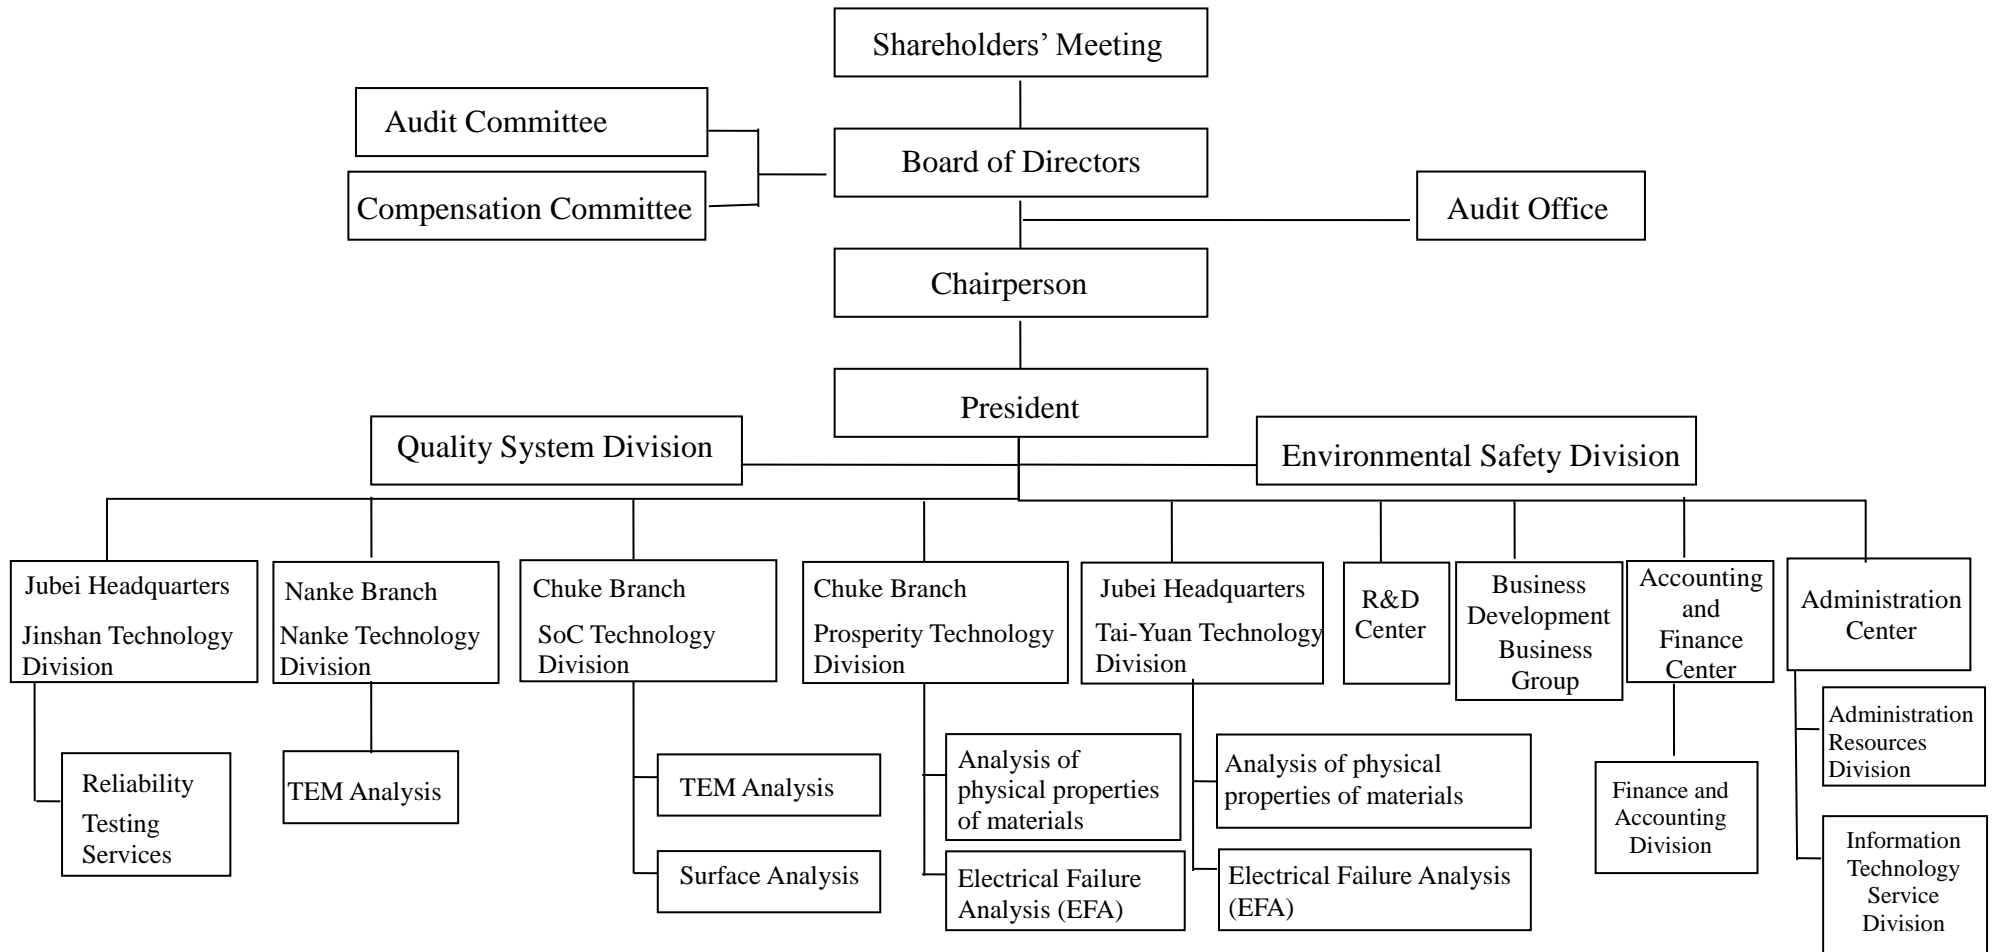 Shareholders’ Meeting
Audit Committee
Board of Directors
Compensation Committee
Audit Office
Chairperson
President
Quality System Division
Environmental Safety Division
Jubei Headquarters
Jinshan Technology
Division
Nanke Branch
Nanke Technology
Division
Chuke Branch
SoC Technology
Division
Chuke Branch
Prosperity Technology
Division
Jubei Headquarters
Tai-Yuan Technology
Division
R&D
Center
Business
Development
Business
Group
Accounting
and
Finance
Center
Administration
Center
Reliability
Testing
Services
TEM Analysis
TEM Analysis
Surface Analysis
Analysis of
physical properties
of materials
Electrical Failure
Analysis (EFA)
Analysis of physical
properties of materials
Electrical Failure Analysis
(EFA)
Finance and
Accounting
Division
Administration
Resources
Division
Information
Technology
Service
Division